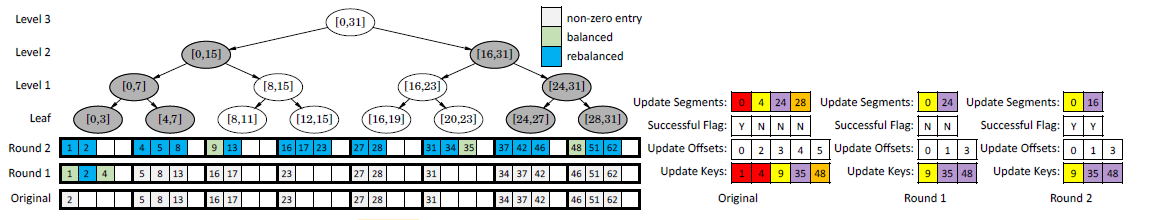 Level 3
[0,31]
Level 2
[0,15] [16,31]
Level 1
[0,7] [8,15] [16,23] [24,31]
Leaf
[0,3] [4,7] [8,11] [12,15] [16,19] [20,23] [24,27] [28,31]
Round 2 1 2 4 5 8 9 13 16 17 23 27 28 31 34 35 37 42 46 48 51 62
Round 1 1 2 4 5 8 13 16 17 23 27 28 31 34 37 42 46 51 62
Original 2 5 8 13 16 17 23 27 28 31 34 37 42 46 51 62
non-zero entry
balanced
rebalanced
Update Segments: 0 4 24 28
Successful Flag: Y N N N
Update Offsets: 0 2 3 4 5
Update Keys: 1 4 9 35 48
Original
Update Segments: 0 24
Successful Flag: N N
Update Offsets: 0 1 3
Update Keys: 9 35 48
Round 1
Update Segments: 0 16
Successful Flag: Y Y
Update Offsets: 0 1 3
Update Keys: 9 35 48
Round 2